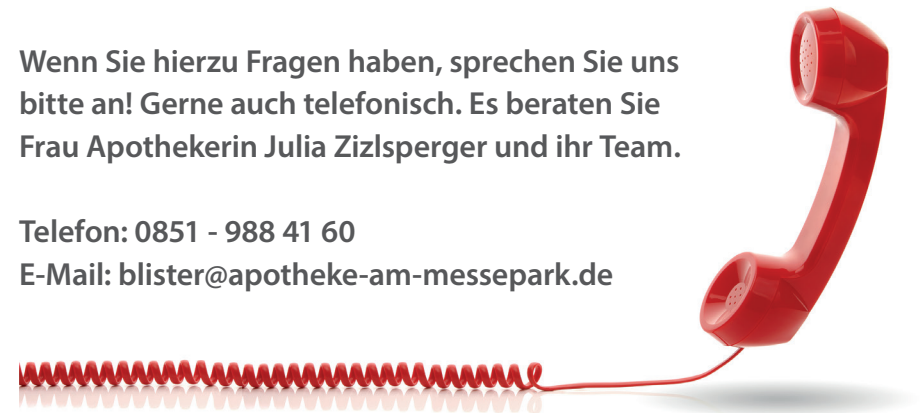 Wenn Sie hierzu Fragen haben, sprechen Sie uns
bitte an! Gerne auch telefonisch. Es beraten Sie
Frau Apothekerin Julia Zizlsperger und ihr Team.
Telefon: 0851 - 988 41 60
E-Mail: blister@apotheke-am-messepark.de